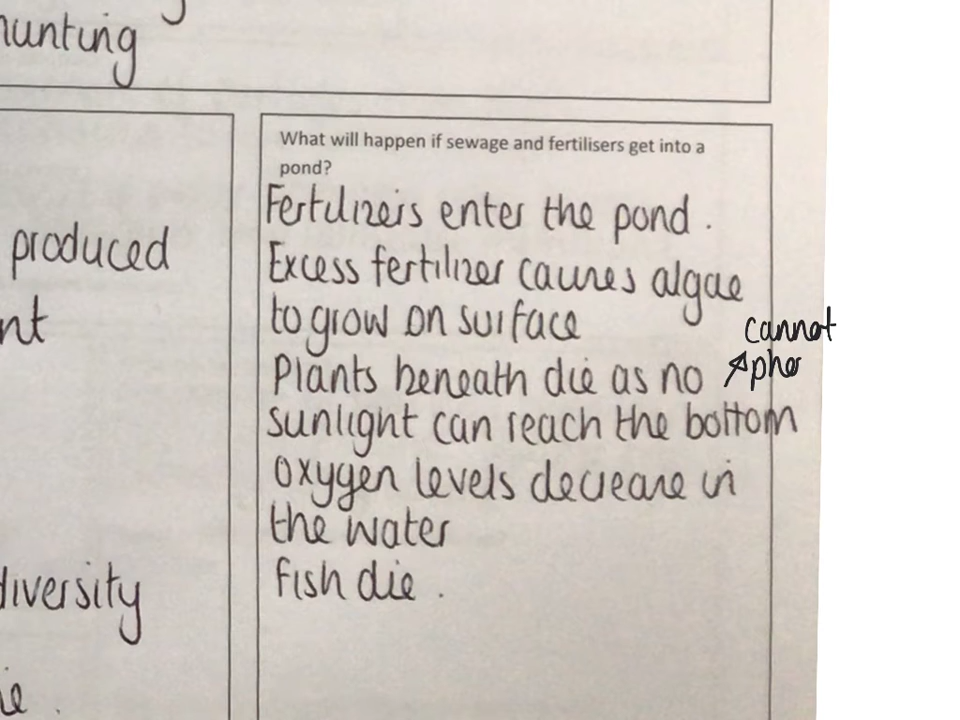 hunting
produced
nt
diversity
ie.
What will happen if sewage and fertilisers get into a
pond?
Fertilizers enter the pond.
Excess fertilizer causes algae
to grow on surface
cannot
Plants beneath die as no
sunlight can reach the bottom
oxygen levels decrease in
the water
fish die.